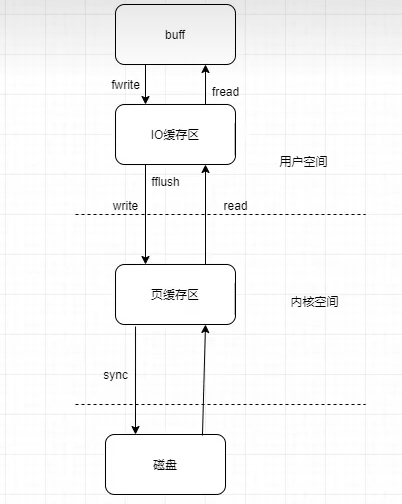 buff
fwrite
fread
IO缓存区
用户空间
fflush
write
read
页缓存区
内核空间
sync
磁盘